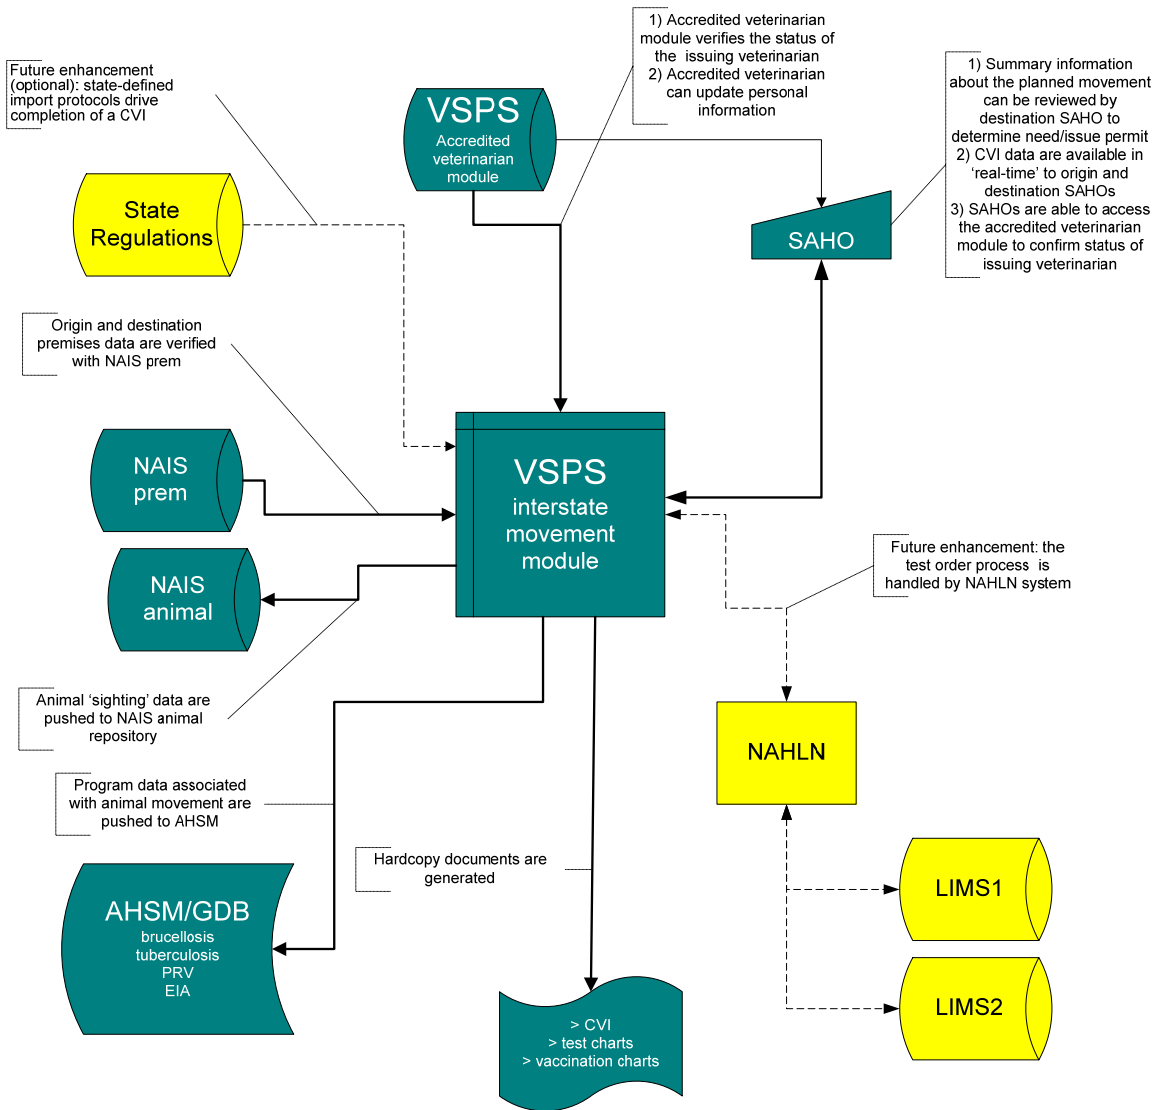 1) Accredited veterinarian
module verifies the status of
the  issuing veterinarian
2) Accredited veterinarian
can update personal
information
Future enhancement
(optional): state-defined
import protocols drive
completion of a CVI
VSPS
Accredited
veterinarian
module
1) Summary information
about the planned movement
can be reviewed by
destination SAHO to
determine need/issue permit
2) CVI data are available in
‘real-time’ to origin and
destination SAHOs
3) SAHOs are able to access
the accredited veterinarian
module to confirm status of
issuing veterinarian
State
Regulations
SAHO
Origin and destination
premises data are verified
with NAIS prem
NAIS
prem
VSPS
interstate
movement
module
NAIS
animal
Future enhancement: the
test order process  is
handled by NAHLN system
Animal ‘sighting’ data are
pushed to NAIS animal
repository
NAHLN
Program data associated
with animal movement are
pushed to AHSM
Hardcopy documents are
generated
LIMS1
AHSM/GDB
brucellosis
tuberculosis
PRV
EIA
LIMS2
> CVI
> test charts
> vaccination charts